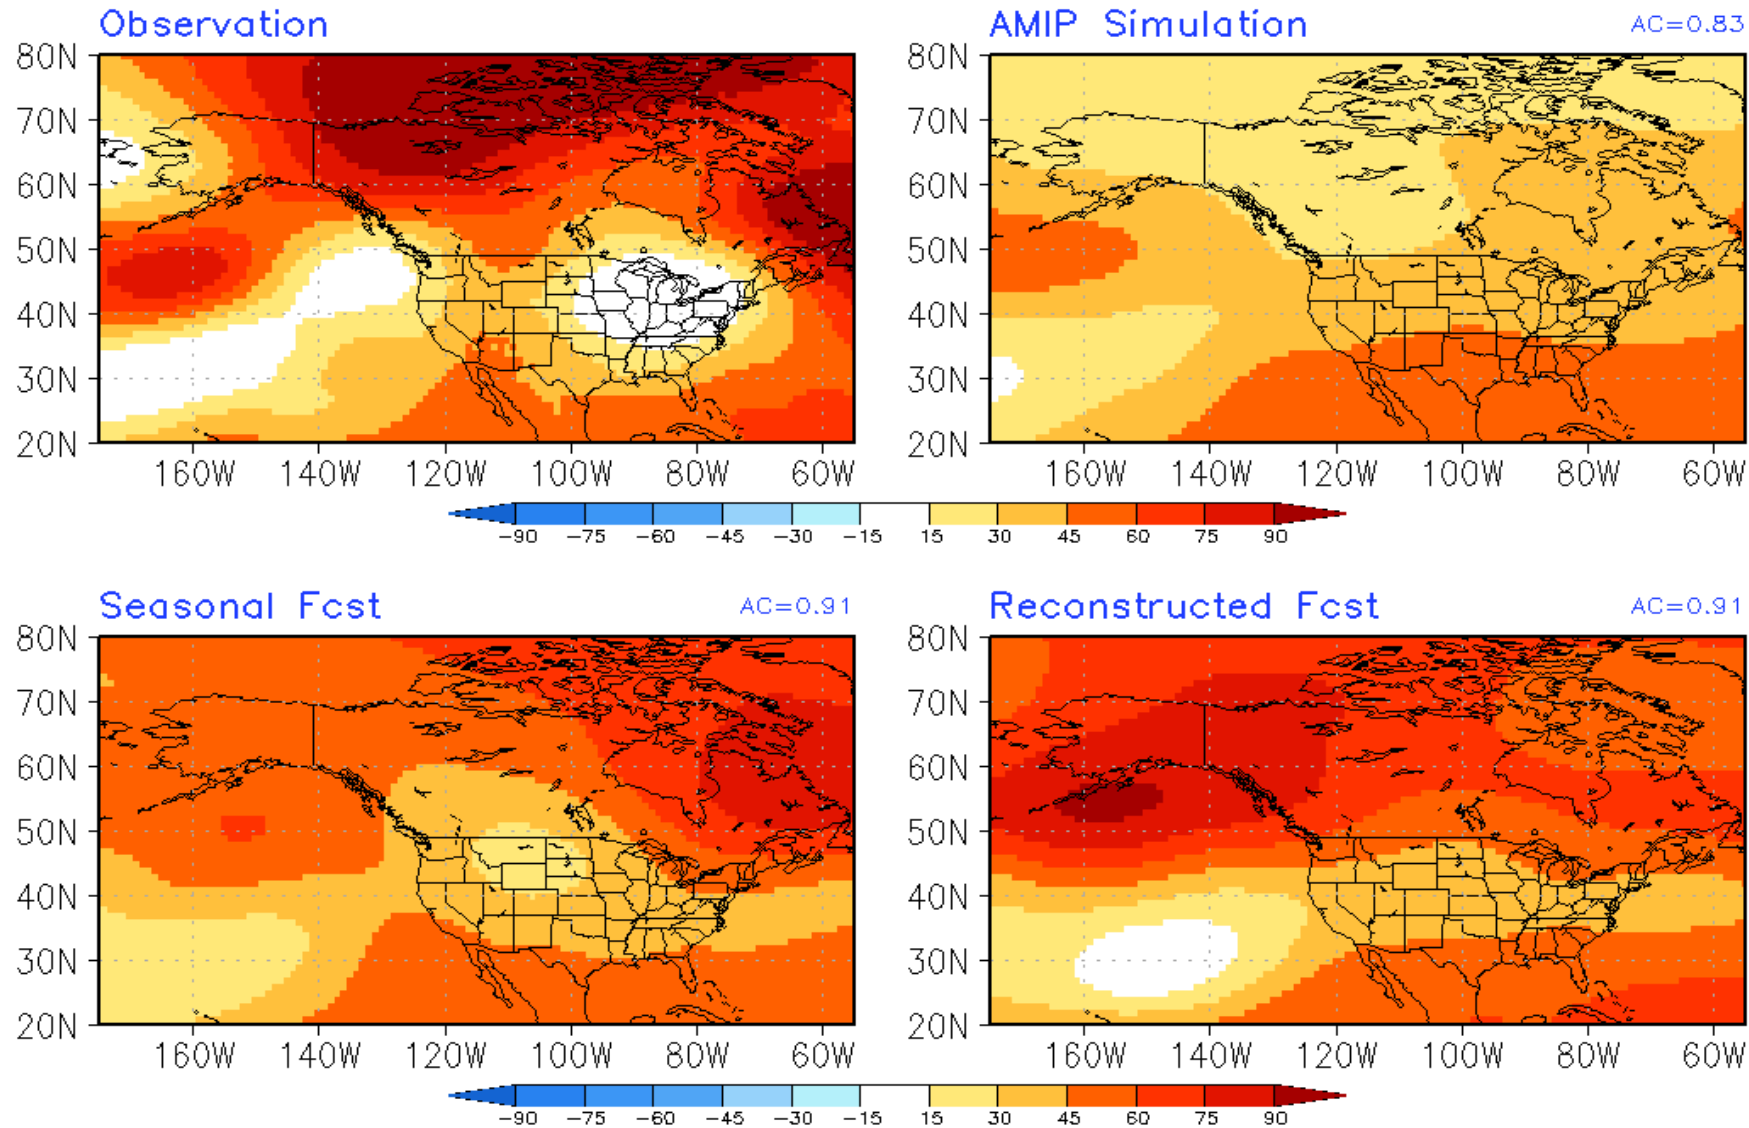 Observation
AMIP Simulation AC=0.83
80N 80N
70N 70N
60N 60N
50N 50N
40N 40N
30N 30N
20N 20N
160W 140W 120W 100W 80W 60W 160W 140W 120W 100W 80W 60W
-90 -75 -60 -45 -30 -15 15 30 45 60 75 90
Seasonal Fcst AC=0.91
Reconstructed Fcst AC=0.91
80N 80N
70N 70N
60N 60N
50N 50N
40N 40N
30N 30N
20N 20N
160W 140W 120W 100W 80W 60W 160W 140W 120W 100W 80W 60W
-90 -75 -60 -45 -30 -15 15 30 45 60 75 90